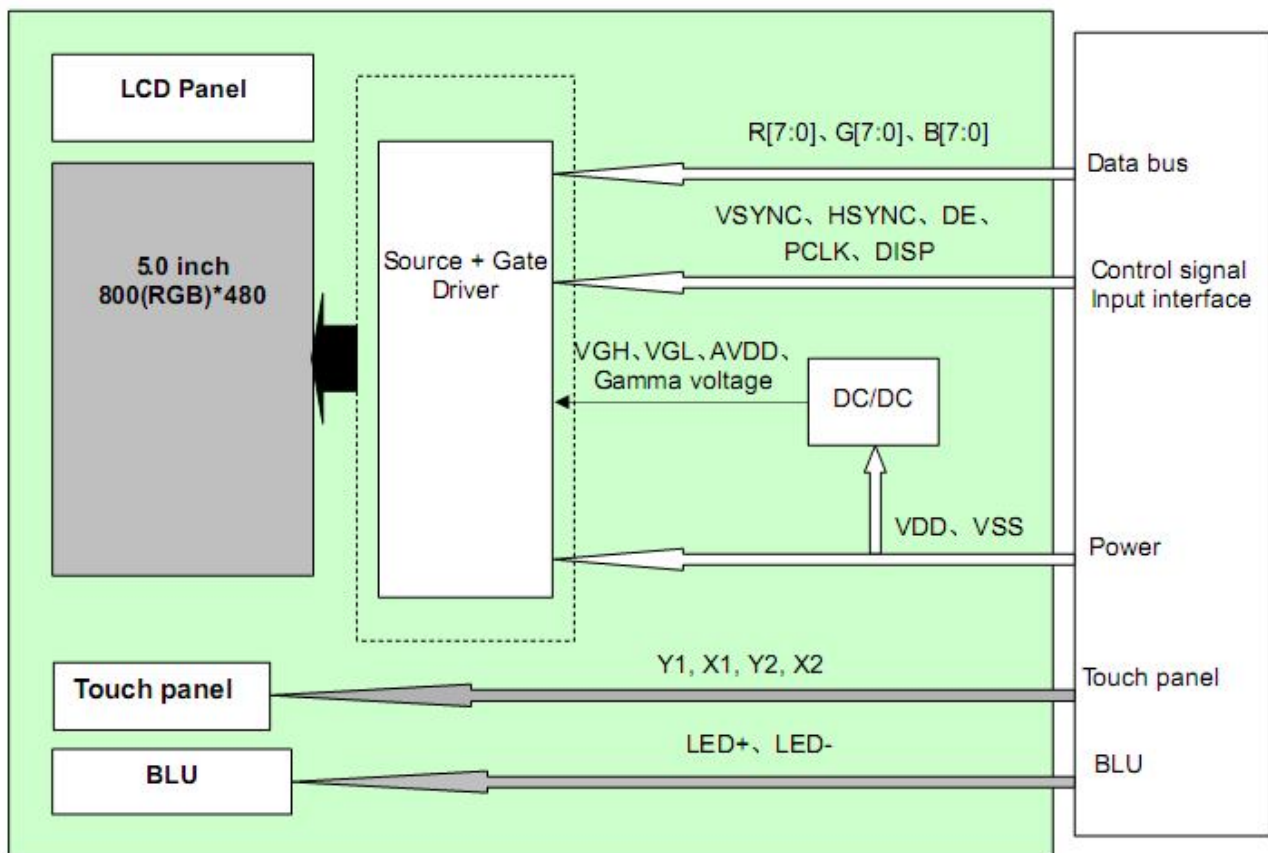 LCD Panel
R[7:0]、G[7:0]、B[7:0]
Data bus
VSYNC、HSYNC、DE、
PCLK、DISP
5.0 inch
800(RGB)*480
Source + Gate
Driver
Control signal
Input interface
VGH、VGL、AVDD、
Gamma voltage
DC/DC
VDD、VSS
Power
Y1, X1, Y2, X2
Touch panel
Touch panel
LED+、LED-
BLU
BLU